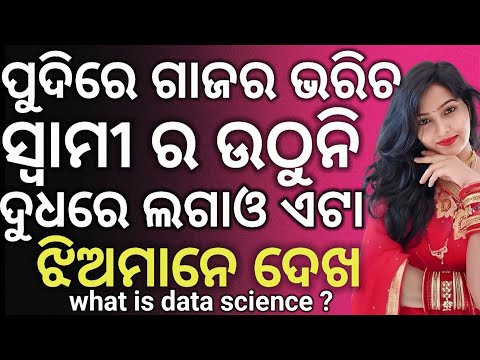 ପୁଦିରେ ଗାଜର ଭରିଚ
ସ୍ୱାମୀ ର ଉଠୁନି
ଦୁଧରେ ଲଗାଓ ଏଟା
ଝିଅମାନେ ଦେଖ
what is data science ?